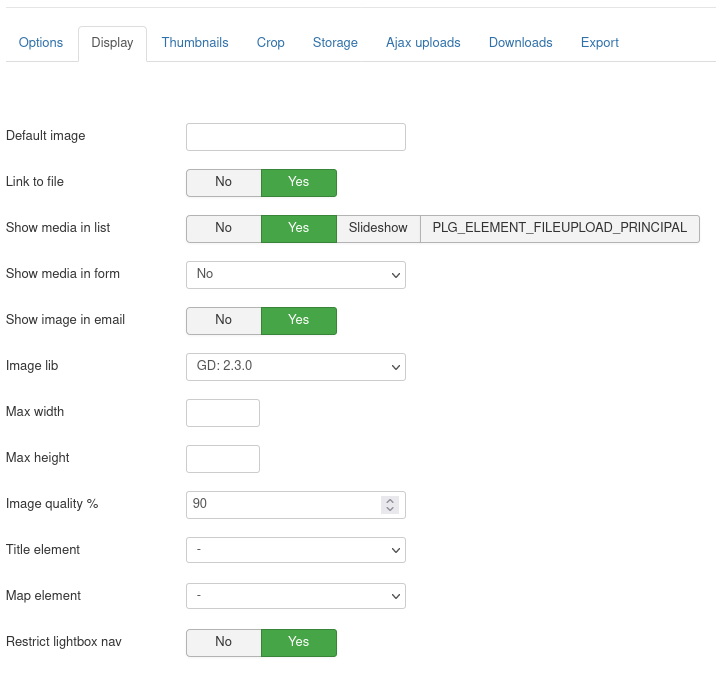 Options Display Thumbnails Crop Storage Ajax uploads Downloads Export
Default image
Link to file No Yes
Show media in list No Yes Slideshow PLG_ELEMENT_FILEUPLOAD_PRINCIPAL
Show media in form No
Show image in email No Yes
Image lib GD: 2.3.0
Max width
Max height
Image quality % 90
Title element -
Map element -
Restrict lightbox nav No Yes